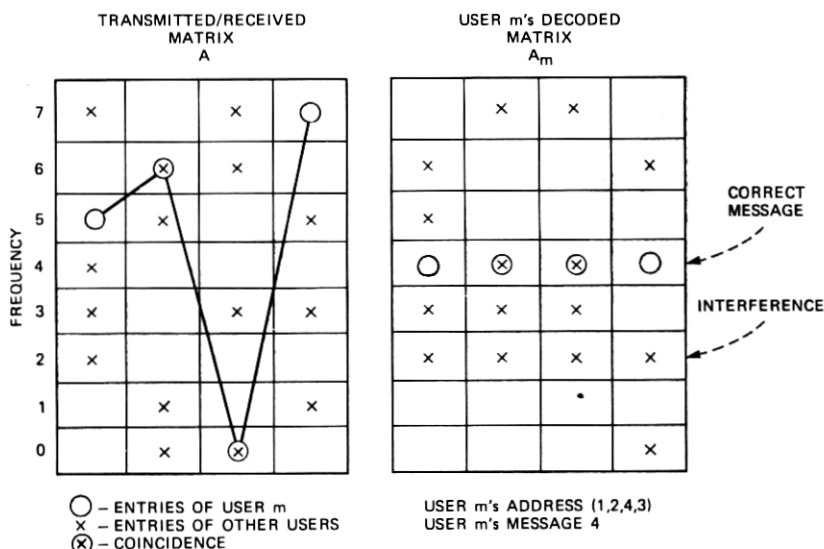 TRANSMITTED/RECEIVED
MATRIX
A
USER m's DECODED
MATRIX
Am
FREQUENCY
7
6
5
4
3
2
1
0
CORRECT
MESSAGE
INTERFERENCE
– ENTRIES OF USER m
× – ENTRIES OF OTHER USERS
– COINCIDENCE
USER m's ADDRESS (1,2,4,3)
USER m's MESSAGE 4